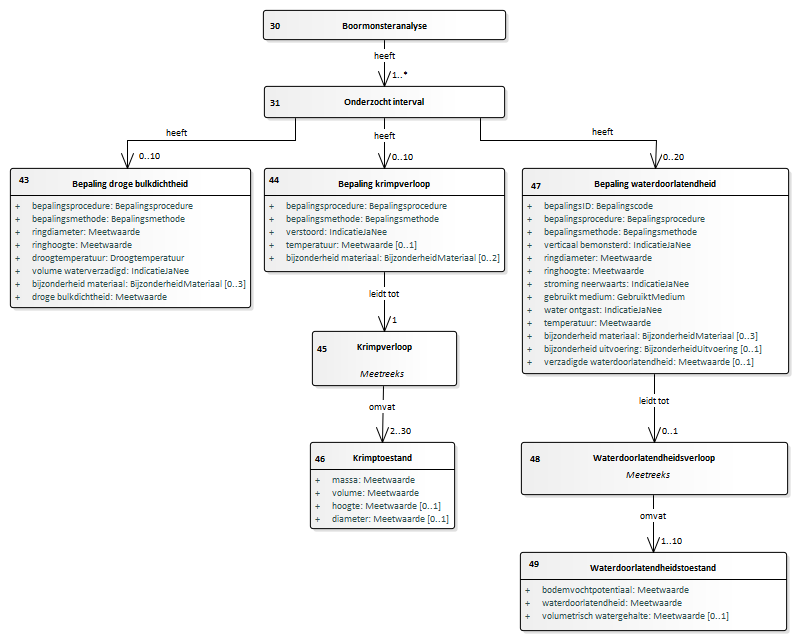 30 Boormonsteranalyse
heeft
1..*
31 Onderzocht interval
heeft
0..10
heeft
0..10
heeft
0..20
43 Bepaling droge bulkdichtheid
+ bepalingsprocedure: Bepalingsprocedure
+ bepalingsmethode: Bepalingsmethode
+ ringdiameter: Meetwaarde
+ ringhoogte: Meetwaarde
+ droogtemperatuur: Droogtemperatuur
+ volume waterverzadigd: IndicatieJaNee
+ bijzonderheid materiaal: BijzonderheidMateriaal [0..3]
+ droge bulkdichtheid: Meetwaarde
44 Bepaling krimpverloop
+ bepalingsprocedure: Bepalingsprocedure
+ bepalingsmethode: Bepalingsmethode
+ verstoord: IndicatieJaNee
+ temperatuur: Meetwaarde [0..1]
+ bijzonderheid materiaal: BijzonderheidMateriaal [0..2]
leidt tot
1
45 Krimpverloop
Meetreeks
omvat
2..30
46 Krimptoestand
+ massa: Meetwaarde
+ volume: Meetwaarde
+ hoogte: Meetwaarde [0..1]
+ diameter: Meetwaarde [0..1]
47 Bepaling waterdoorlatendheid
+ bepalingsID: Bepalingscode
+ bepalingsprocedure: Bepalingsprocedure
+ bepalingsmethode: Bepalingsmethode
+ verticaal bemonsterd: IndicatieJaNee
+ ringdiameter: Meetwaarde
+ ringhoogte: Meetwaarde
+ stroming neerwaarts: IndicatieJaNee
+ gebruikt medium: GebruiktMedium
+ water ontgast: IndicatieJaNee
+ temperatuur: Meetwaarde
+ bijzonderheid materiaal: BijzonderheidMateriaal [0..3]
+ bijzonderheid uitvoering: BijzonderheidUitvoering [0..1]
+ verzadigde waterdoorlatendheid: Meetwaarde [0..1]
leidt tot
0..1
48 Waterdoorlatendheidsverloop
Meetreeks
omvat
1..10
49 Waterdoorlatendheidstoestand
+ bodemvochtpotentiaal: Meetwaarde
+ waterdoorlatendheid: Meetwaarde
+ volumetrisch watergehalte: Meetwaarde [0..1]